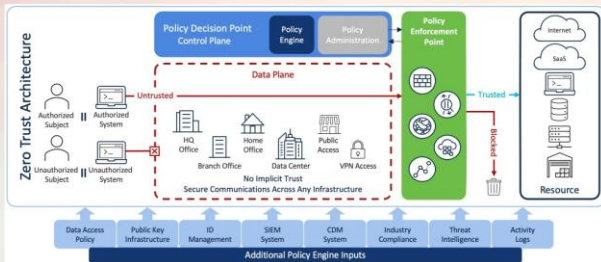 Zero Trust Architecture
Policy Decision Point
Control Plane
Policy
Engine
Policy
Administration
Policy
Enforcement
Point
Internet
SaaS
Data Plane
Untrusted
Trusted
Authorized
Subject
Authorized
System
HQ
Office
Branch Office
Home
Office
Data Center
Public
Access
VPN Access
Blocked
Unauthorized
Subject
Unauthorized
System
No Implicit Trust
Secure Communications Across Any Infrastructure
Resource
Data Access
Policy
Public Key
Infrastructure
ID
Management
SIEM
System
CDM
System
Industry
Compliance
Threat
Intelligence
Activity
Logs
Additional Policy Engine Inputs